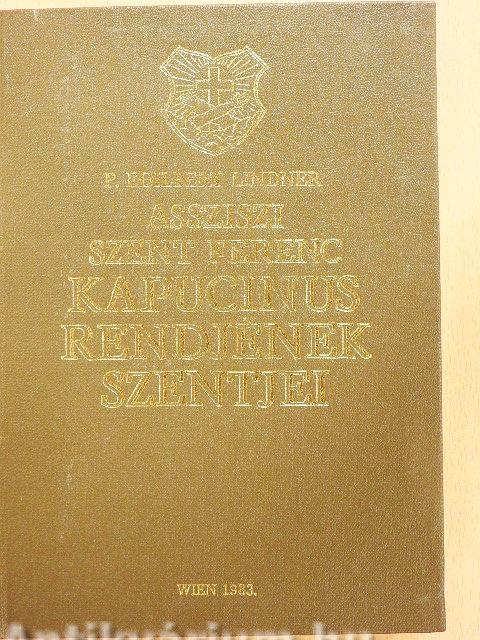 P. LINDNER
ASSZISZI
SZENT FERENC
KAPUCINUS
RENDJÉNEK
SZENTJEI
WIEN 1983.